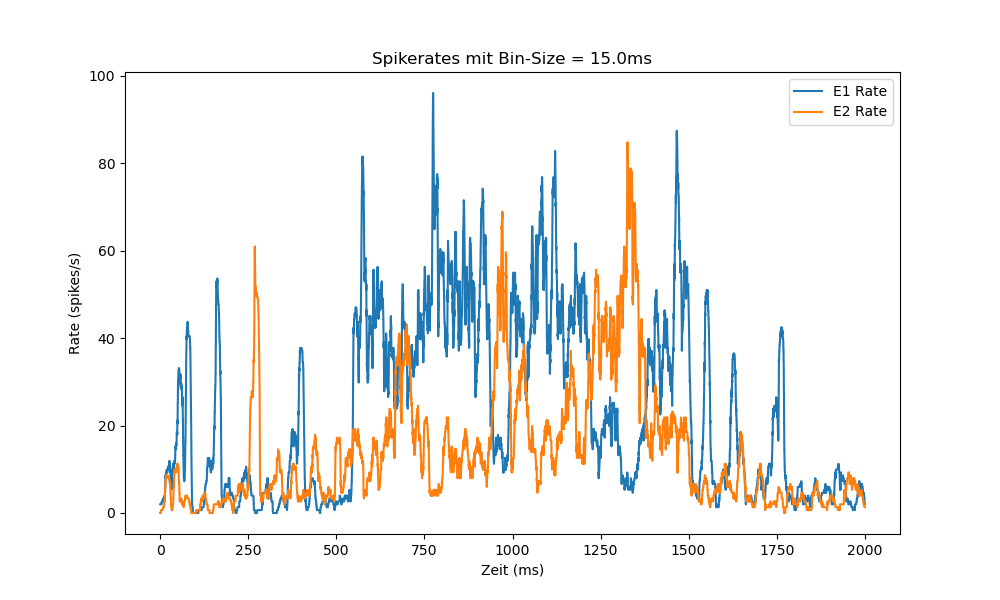 Spikerates mit Bin-Size = 15.0ms
E1 Rate
E2 Rate
100
80
60
40
20
0
Rate (spikes/s)
0 250 500 750 1000 1250 1500 1750 2000
Zeit (ms)